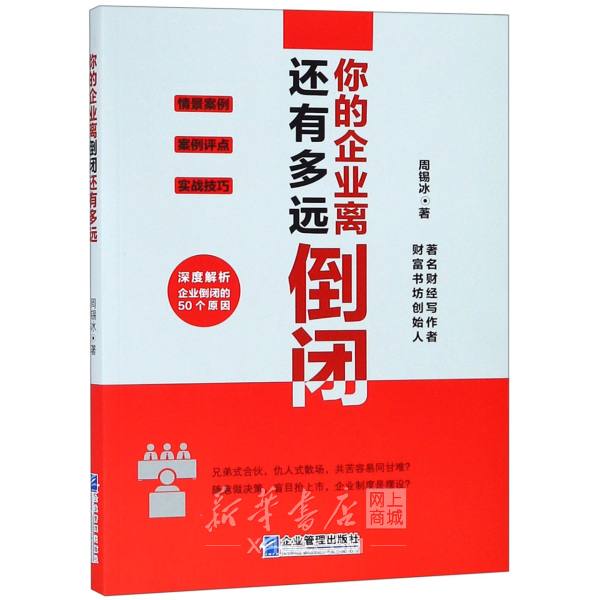 你的企业离倒闭还有多远
周锡冰·著
情景案例
案例评点
实战技巧
你的企业离
还有多远
倒闭
周锡冰·著
著名财经写作者
财富书坊创始人
深度解析
企业倒闭的
50个原因
兄弟式合伙，仇人式散场，共苦容易同甘难？
随意做决策，盲目抢上市，企业制度是摆设？
新华书店
网上
商城
企业管理出版社